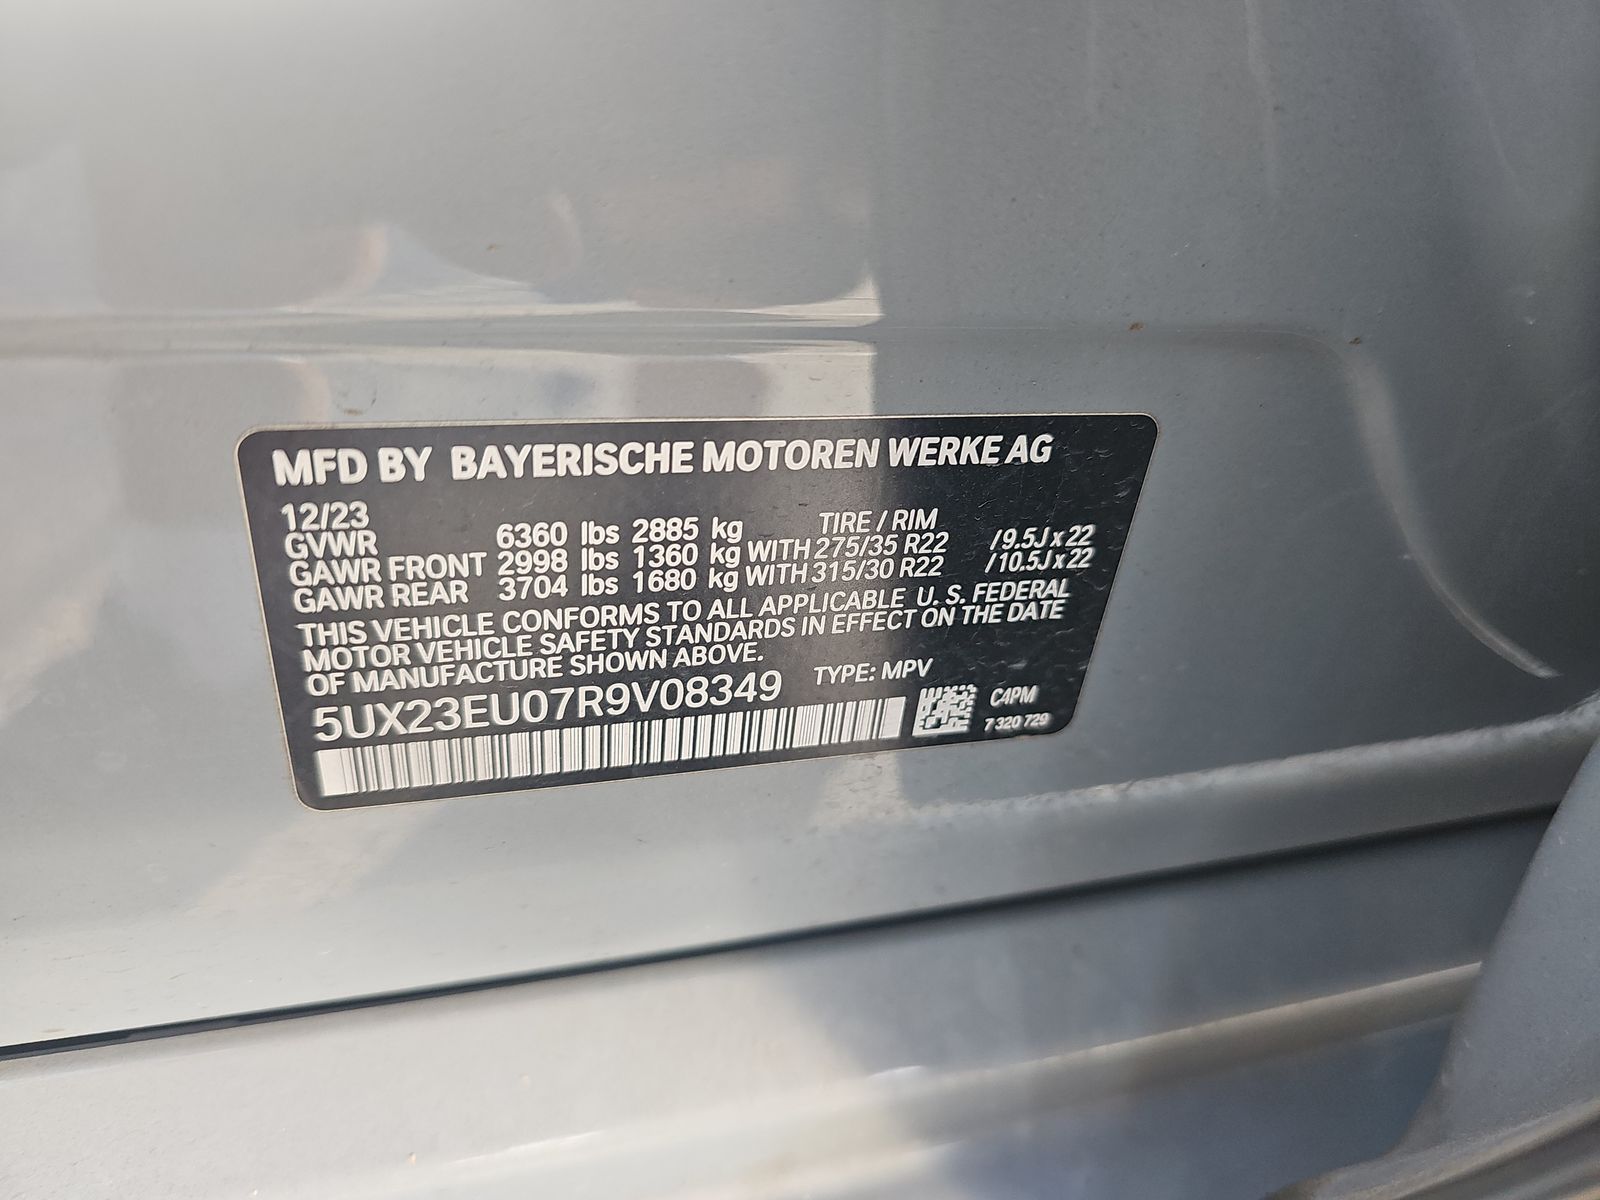 MFD BY BAYERISCHE MOTOREN WERKE AG
12/23 TIRE / RIM
GVWR 6360 lbs 2885 kg
GAWR FRONT 2998 lbs 1360 kg WITH 275/35 R22 /9.5J x 22
GAWR REAR 3704 lbs 1680 kg WITH 315/30 R22 /10.5J x 22
THIS VEHICLE CONFORMS TO ALL APPLICABLE U. S. FEDERAL
MOTOR VEHICLE SAFETY STANDARDS IN EFFECT ON THE DATE
OF MANUFACTURE SHOWN ABOVE.
5UX23EU07R9V08349 TYPE: MPV
C4PM
7 320 729